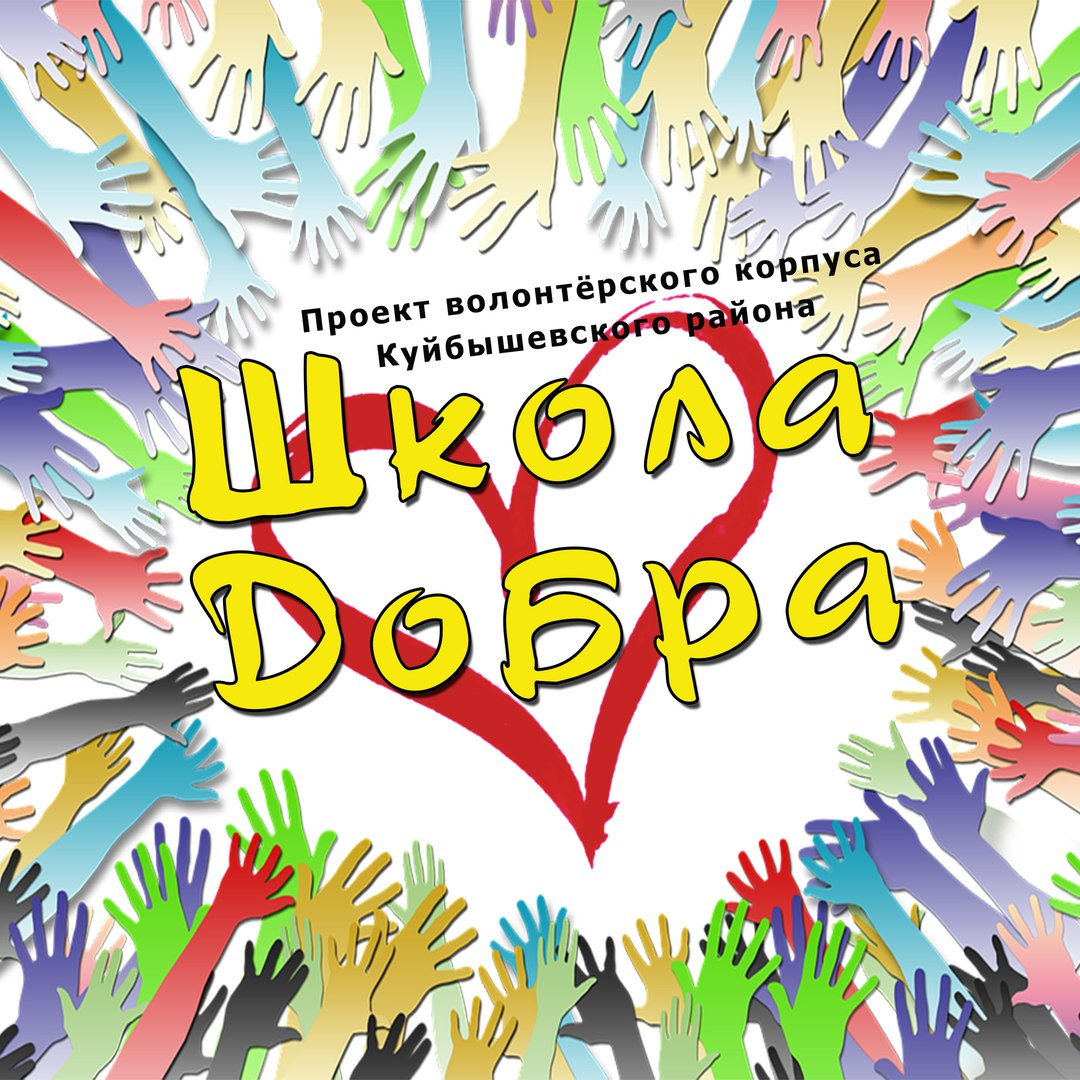 Проект волонтёрского корпуса
Куйбышевского района
Школа
ДоБра